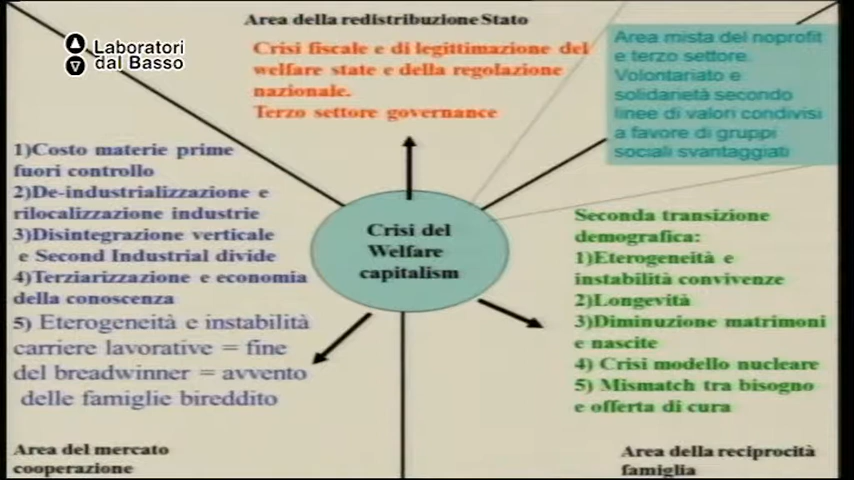 Laboratori
dal Basso
Area della redistribuzione Stato
Crisi fiscale e di legittimazione del
welfare state e della regolazione
nazionale.
Terzo settore governance
Area mista del noprofit
e terzo settore.
Volontariato e
solidarietà secondo
linee di valori condivisi
a favore di gruppi
sociali svantaggiati
1)Costo materie prime
fuori controllo
2)De-industrializzazione e
rilocalizzazione industrie
3)Disintegrazione verticale
e Second Industrial divide
4)Terziarizzazione e economia
della conoscenza
5) Eterogeneità e instabilità
carriere lavorative = fine
del breadwinner = avvento
delle famiglie bireddito
Crisi del
Welfare
capitalism
Seconda transizione
demografica:
1)Eterogeneità e
instabilità convivenze
2)Longevità
3)Diminuzione matrimoni
e nascite
4) Crisi modello nucleare
5) Mismatch tra bisogno
e offerta di cura
Area del mercato
cooperazione
Area della reciprocità
famiglia